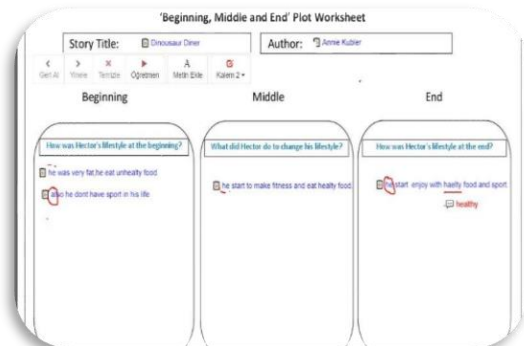 'Beginning, Middle and End' Plot Worksheet
Story Title: Dinousaur Diner Author: Annie Kubler
Geri Al Yinele Temizle Öğretmen Metin Ekle Kalem 2
Beginning Middle End
How was Hector's lifestyle at the beginning? What did Hector do to change his lifestyle? How was Hector's lifestyle at the end?
he was very fat,he eat unhealty food
also he dont have sport in his life
he start to make fitness and eat healty food
he start enjoy with haelty food and sport
healthy